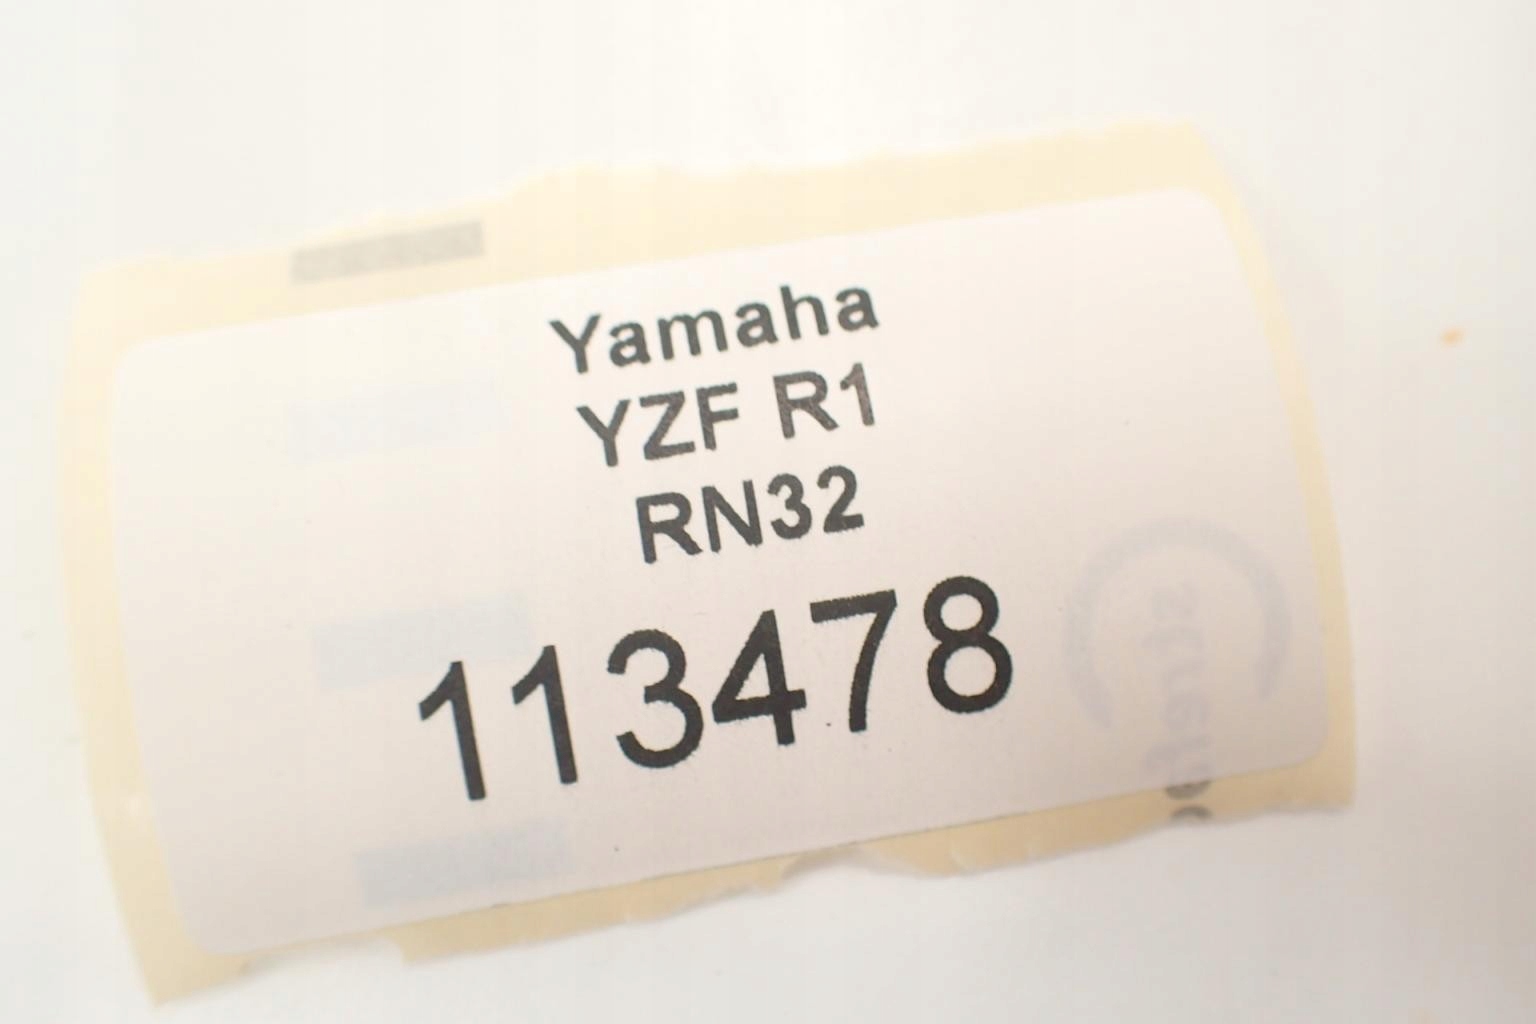 Yamaha
YZF R1
RN32
113478